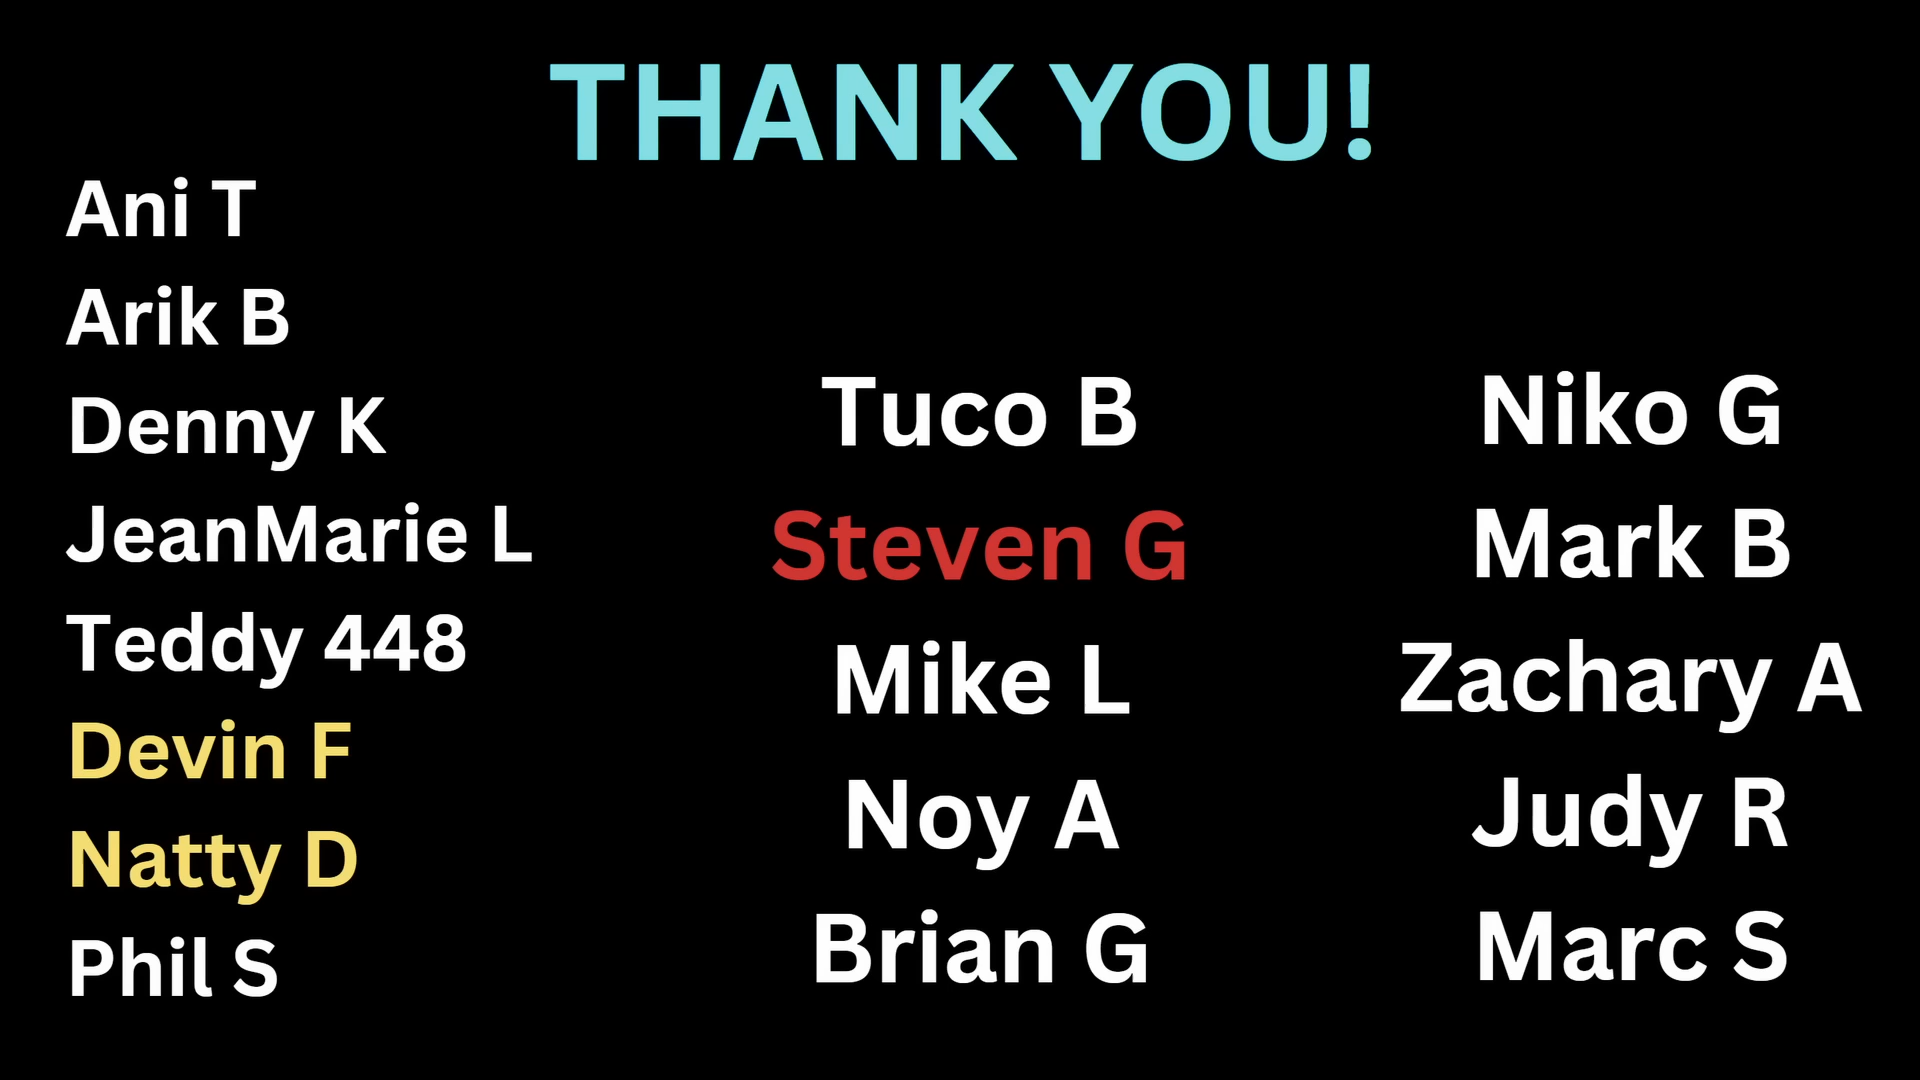 THANK YOU!
Ani T
Arik B
Denny K
JeanMarie L
Teddy 448
Devin F
Natty D
Phil S
Tuco B
Steven G
Mike L
Noy A
Brian G
Niko G
Mark B
Zachary A
Judy R
Marc S